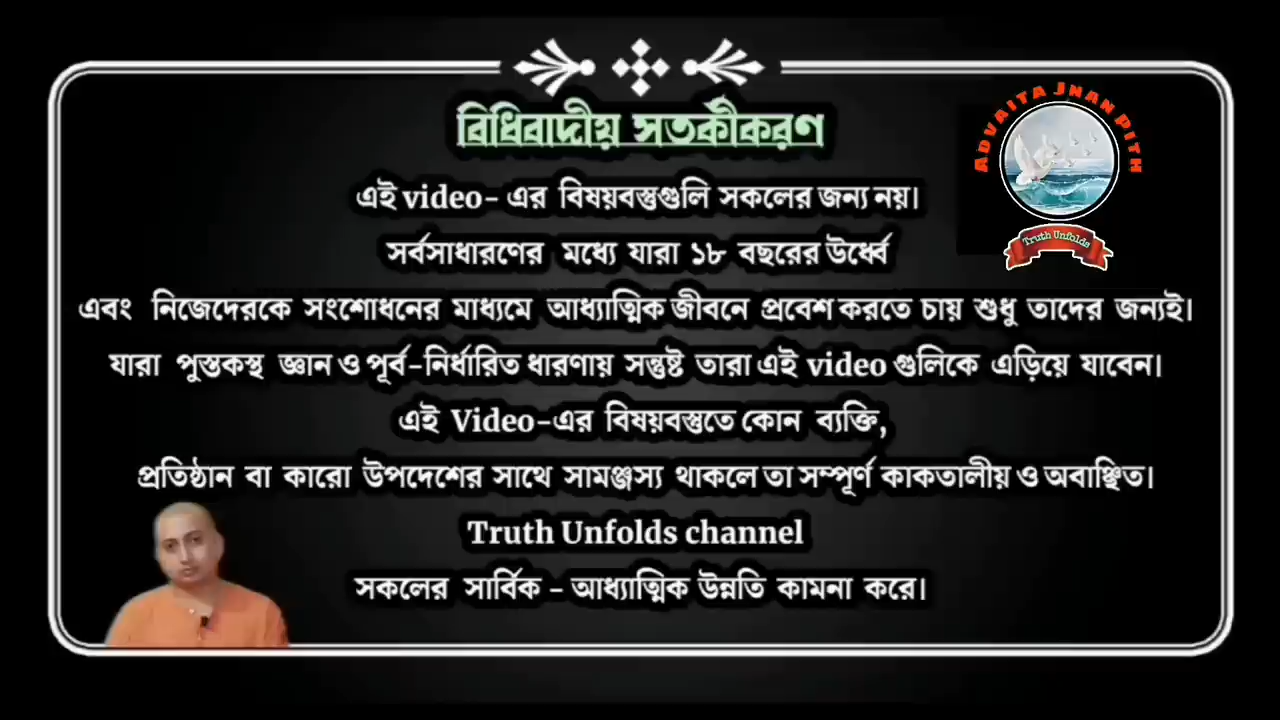 বিধিবাদীয় সতর্কীকরণ
ADVAITA JNAN PITH
Truth Unfolds
এই video- এর বিষয়বস্তুগুলি সকলের জন্য নয়।
সর্বসাধারণের মধ্যে যারা ১৮ বছরের উর্ধ্বে
এবং নিজেদেরকে সংশোধনের মাধ্যমে আধ্যাত্মিক জীবনে প্রবেশ করতে চায় শুধু তাদের জন্যই।
যারা পুস্তকস্থ জ্ঞান ও পূর্ব-নির্ধারিত ধারণায় সন্তুষ্ট তারা এই video গুলিকে এড়িয়ে যাবেন।
এই Video-এর বিষয়বস্তুতে কোন ব্যক্তি,
প্রতিষ্ঠান বা কারো উপদেশের সাথে সামঞ্জস্য থাকলে তা সম্পূর্ণ কাকতালীয় ও অবাঞ্ছিত।
Truth Unfolds channel
সকলের সার্বিক - আধ্যাত্মিক উন্নতি কামনা করে।